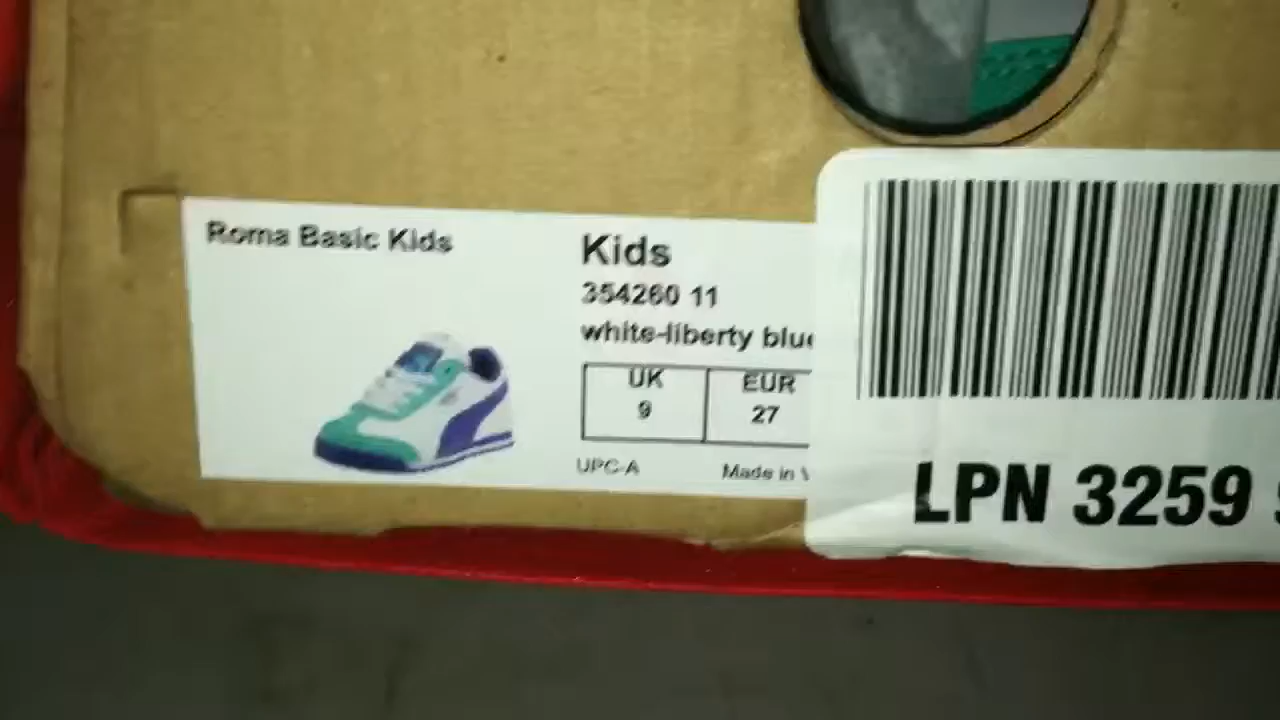 Roma Basic Kids
Kids
354260 11
white-liberty blue
UK
9
EUR
27
UPC-A
Made in
LPN 3259